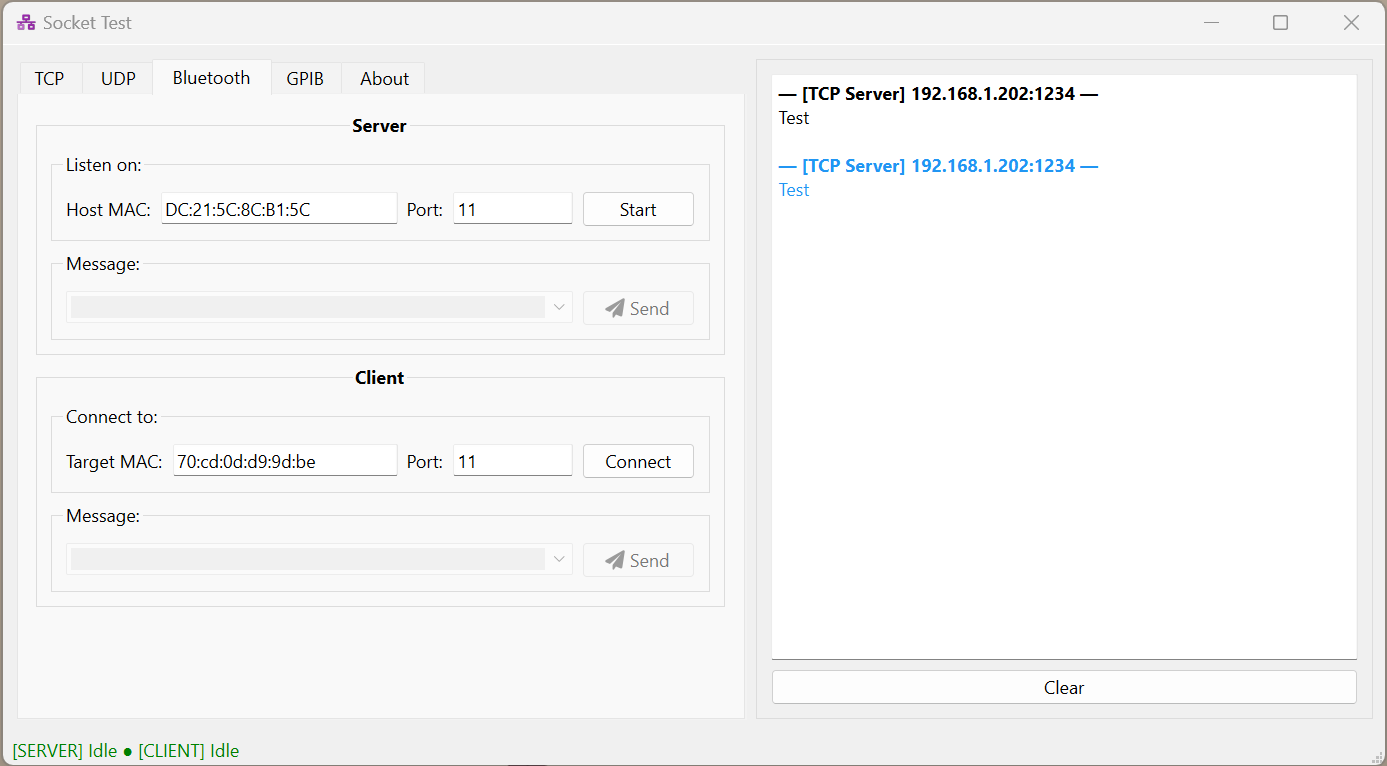 Socket Test
TCP UDP Bluetooth GPIB About
Server
Listen on:
Host MAC: DC:21:5C:8C:B1:5C Port: 11 Start
Message:
Send
Client
Connect to:
Target MAC: 70:cd:0d:d9:9d:be Port: 11 Connect
Message:
Send
— [TCP Server] 192.168.1.202:1234 —
Test
— [TCP Server] 192.168.1.202:1234 —
Test
Clear
[SERVER] Idle ● [CLIENT] Idle